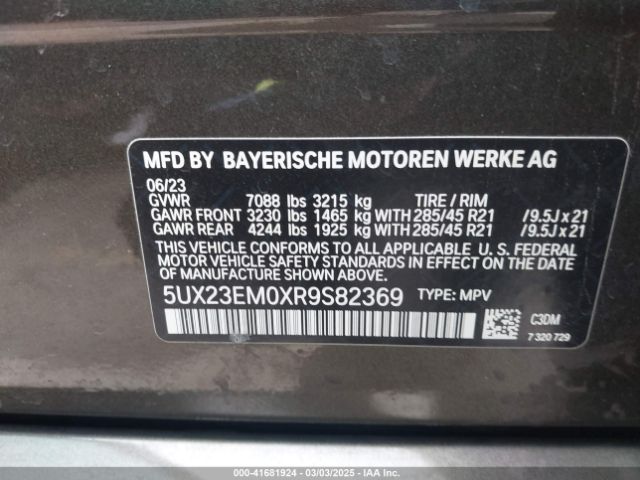 MFD BY BAYERISCHE MOTOREN WERKE AG
06/23
GVWR 7088 lbs 3215 kg TIRE / RIM
GAWR FRONT 3230 lbs 1465 kg WITH 285/45 R21 /9.5J x 21
GAWR REAR 4244 lbs 1925 kg WITH 285/45 R21 /9.5J x 21
THIS VEHICLE CONFORMS TO ALL APPLICABLE U. S. FEDERAL
MOTOR VEHICLE SAFETY STANDARDS IN EFFECT ON THE
DATE OF MANUFACTURE SHOWN ABOVE.
5UX23EM0XR9S82369 TYPE: MPV
C3DM
7 320 729
000-41681924 - 03/03/2025 - IAA Inc.